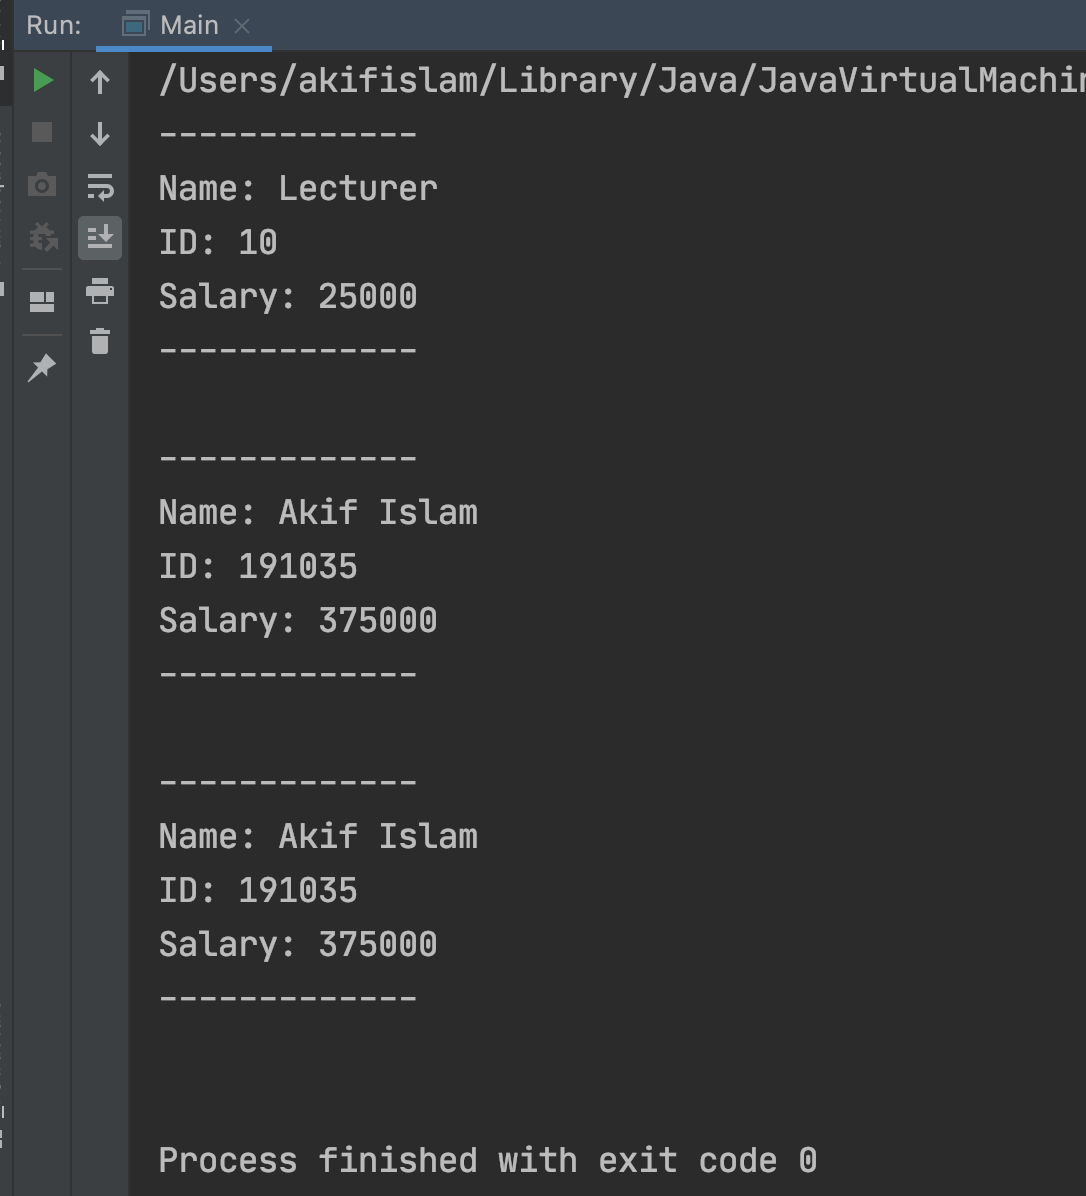 Run: Main
/Users/akifislam/Library/Java/JavaVirtualMachin
-------------
Name: Lecturer
ID: 10
Salary: 25000
-------------
-------------
Name: Akif Islam
ID: 191035
Salary: 375000
-------------
-------------
Name: Akif Islam
ID: 191035
Salary: 375000
-------------
Process finished with exit code 0